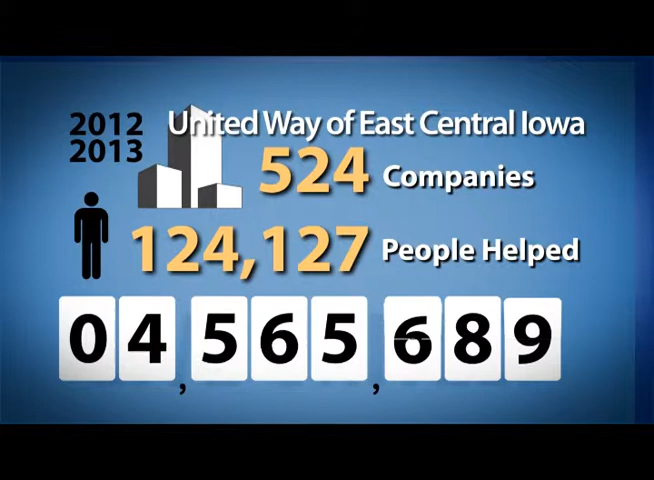 2012
2013
United Way of East Central Iowa
524 Companies
124,127 People Helped
04,565,689